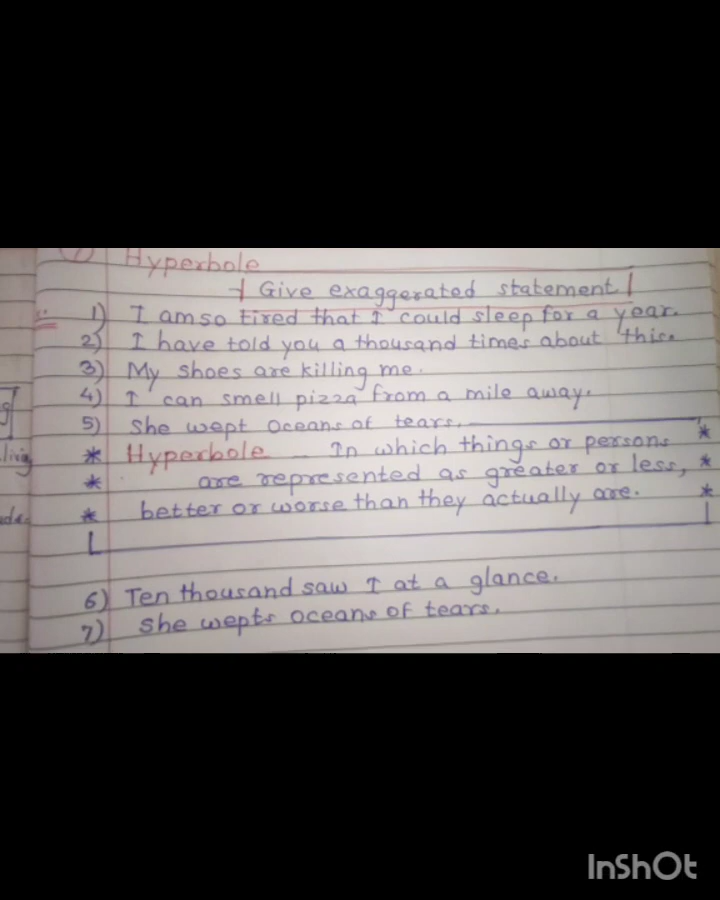 Hyperbole
Give exaggerated statement
1) I am so tired that I could sleep for a year.
2) I have told you a thousand times about this.
3) My shoes are killing me.
4) I can smell pizza from a mile away.
5) She wept oceans of tears.
* Hyperbole - In which things or persons *
* are represented as greater or less, *
* better or worse than they actually are. *
6) Ten thousand saw I at a glance.
7) She wepts oceans of tears.
InShOt